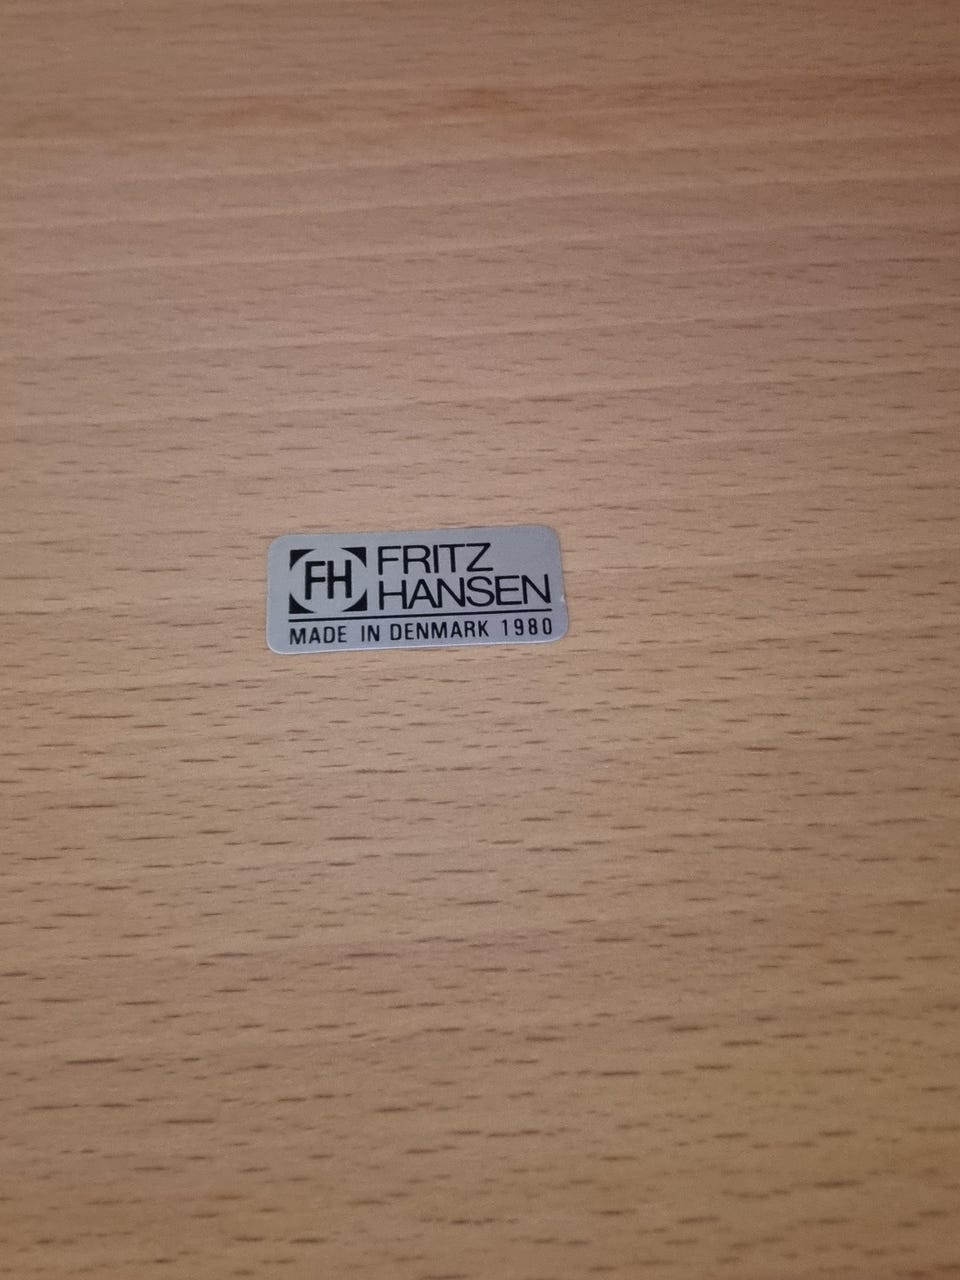 FH FRITZ
HANSEN
MADE IN DENMARK 1980